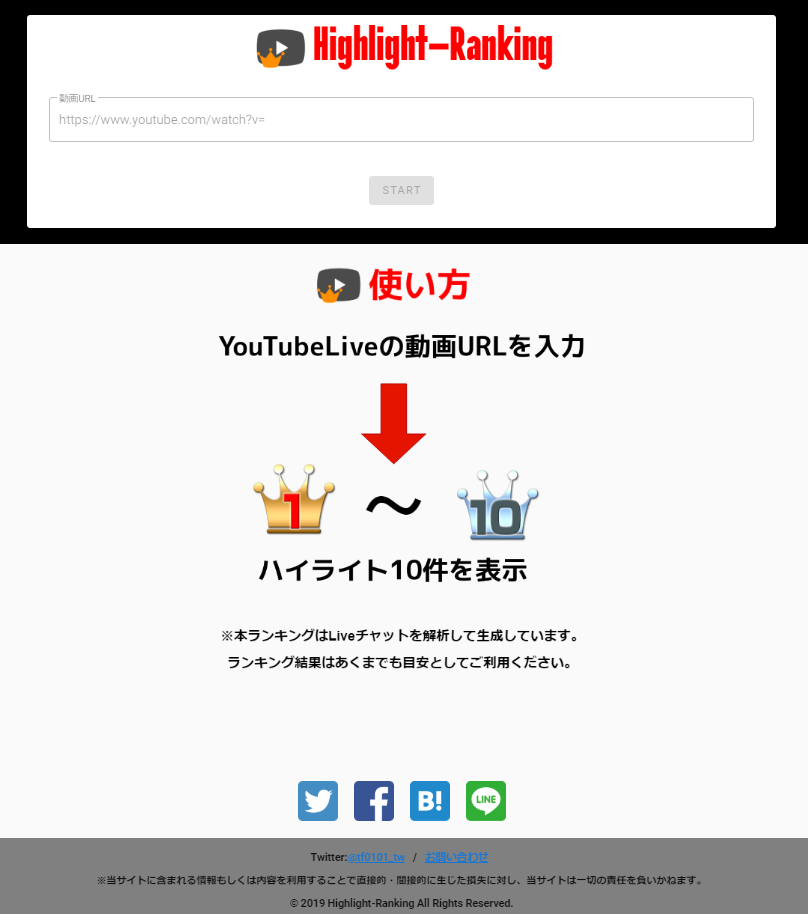 Highlight-Ranking
動画URL
https://www.youtube.com/watch?v=
START
使い方
YouTubeLiveの動画URLを入力
1 〜 10
ハイライト10件を表示
※本ランキングはLiveチャットを解析して生成しています。
ランキング結果はあくまでも目安としてご利用ください。
B! LINE
Twitter:@tf0101_tw / お問い合わせ
※当サイトに含まれる情報もしくは内容を利用することで直接的・間接的に生じた損失に対し、当サイトは一切の責任を負いかねます。
© 2019 Highlight-Ranking All Rights Reserved.